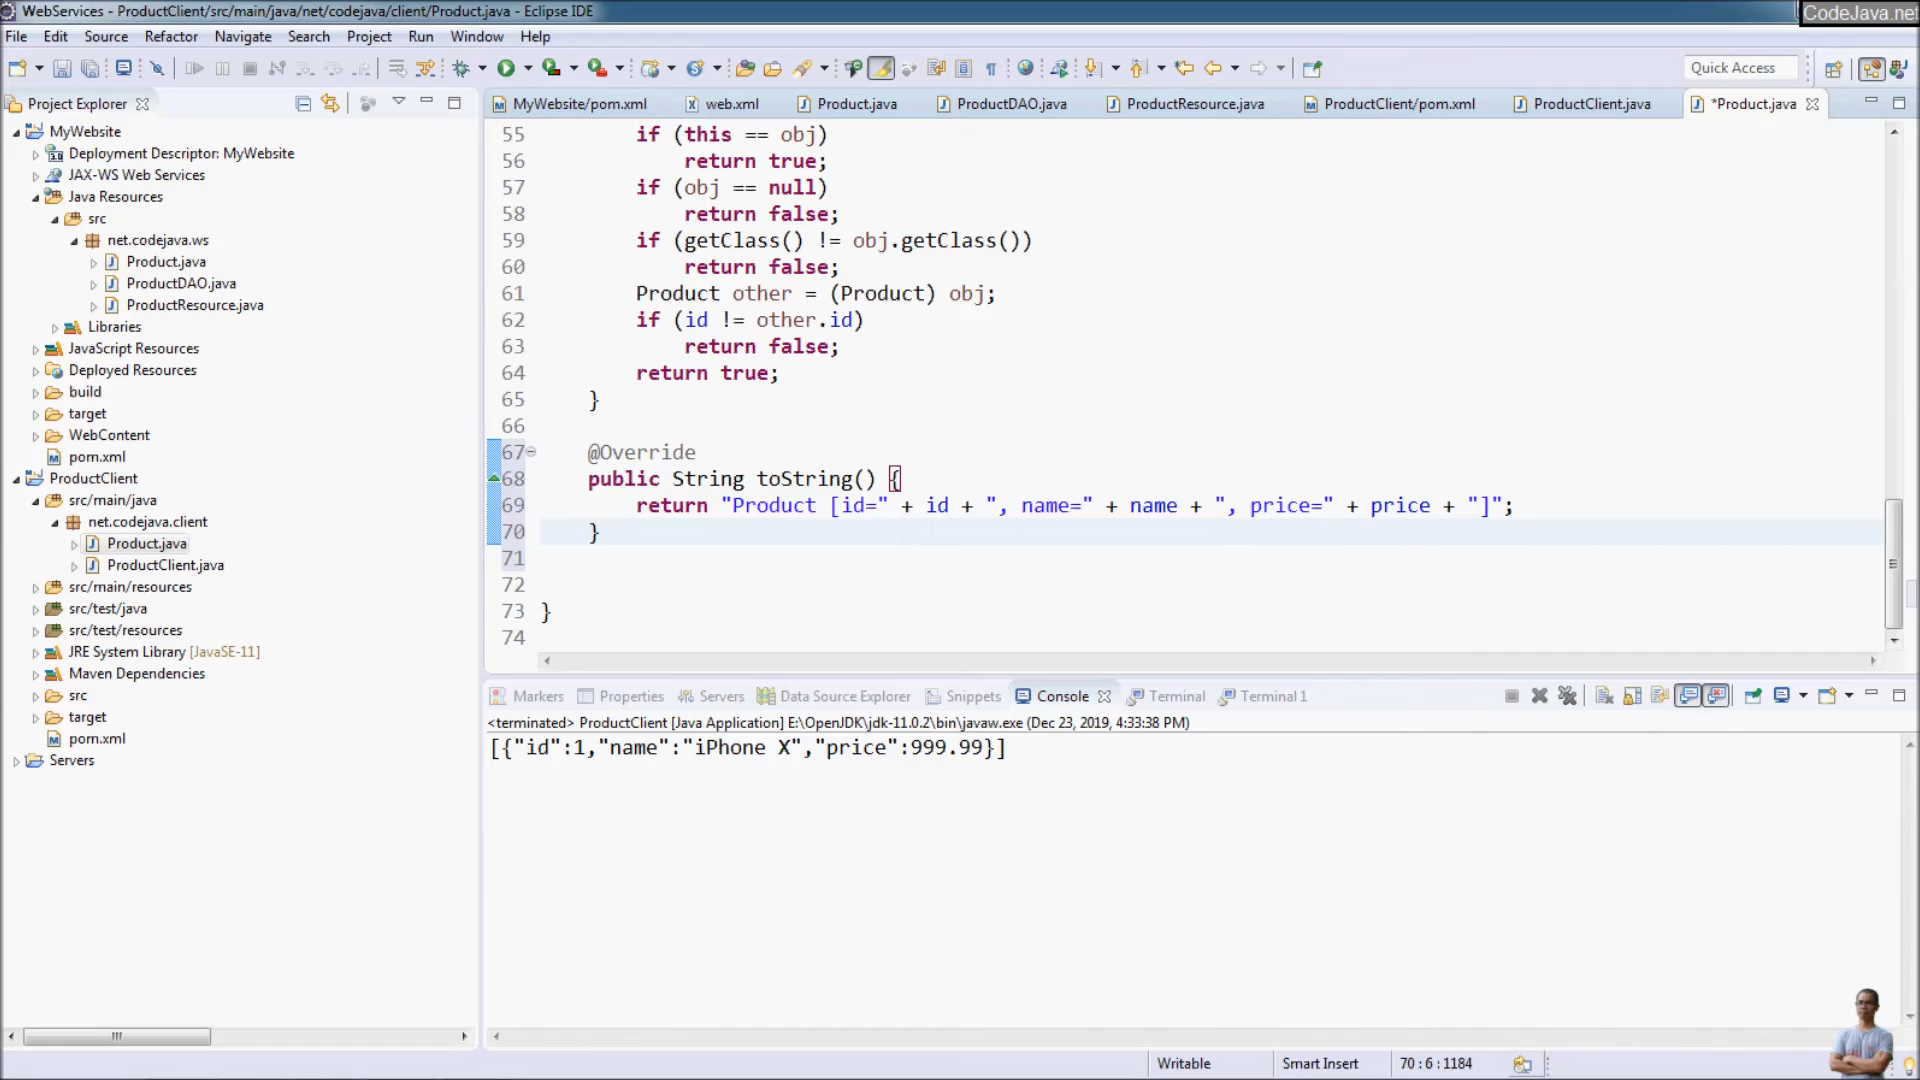 WebServices - ProductClient/src/main/java/net/codejava/client/Product.java - Eclipse IDE
CodeJava.net
File Edit Source Refactor Navigate Search Project Run Window Help
Quick Access
Project Explorer
MyWebsite/pom.xml web.xml Product.java ProductDAO.java ProductResource.java ProductClient/pom.xml ProductClient.java *Product.java
MyWebsite
Deployment Descriptor: MyWebsite
JAX-WS Web Services
Java Resources
src
net.codejava.ws
Product.java
ProductDAO.java
ProductResource.java
Libraries
JavaScript Resources
Deployed Resources
build
target
WebContent
pom.xml
ProductClient
src/main/java
net.codejava.client
Product.java
ProductClient.java
src/main/resources
src/test/java
src/test/resources
JRE System Library [JavaSE-11]
Maven Dependencies
src
target
pom.xml
Servers
55 if (this == obj)
56 return true;
57 if (obj == null)
58 return false;
59 if (getClass() != obj.getClass())
60 return false;
61 Product other = (Product) obj;
62 if (id != other.id)
63 return false;
64 return true;
65 }
66
67 @Override
68 public String toString() {
69 return "Product [id=" + id + ", name=" + name + ", price=" + price + "]";
70 }
71
72
73 }
74
Markers Properties Servers Data Source Explorer Snippets Console Terminal Terminal 1
<terminated> ProductClient [Java Application] E:\OpenJDK\jdk-11.0.2\bin\javaw.exe (Dec 23, 2019, 4:33:38 PM)
[{"id":1,"name":"iPhone X","price":999.99}]
Writable Smart Insert 70 : 6 : 1184